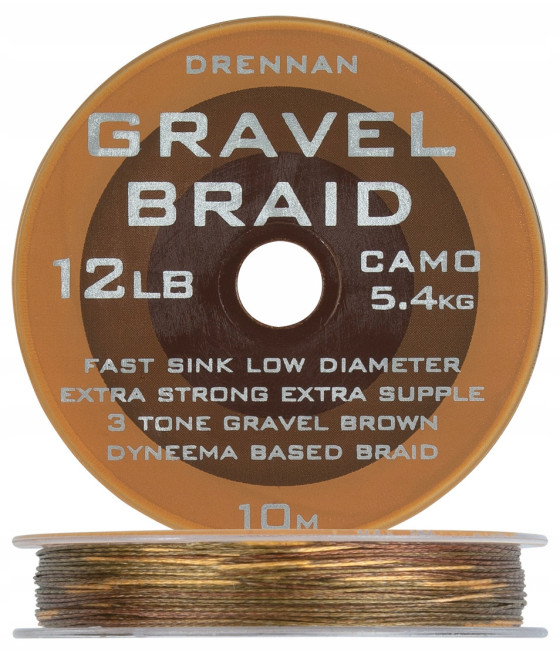 DRENNAN
GRAVEL
BRAID
12LB
CAMO
5.4KG
FAST SINK LOW DIAMETER
EXTRA STRONG EXTRA SUPPLE
3 TONE GRAVEL BROWN
DYNEEMA BASED BRAID
10M